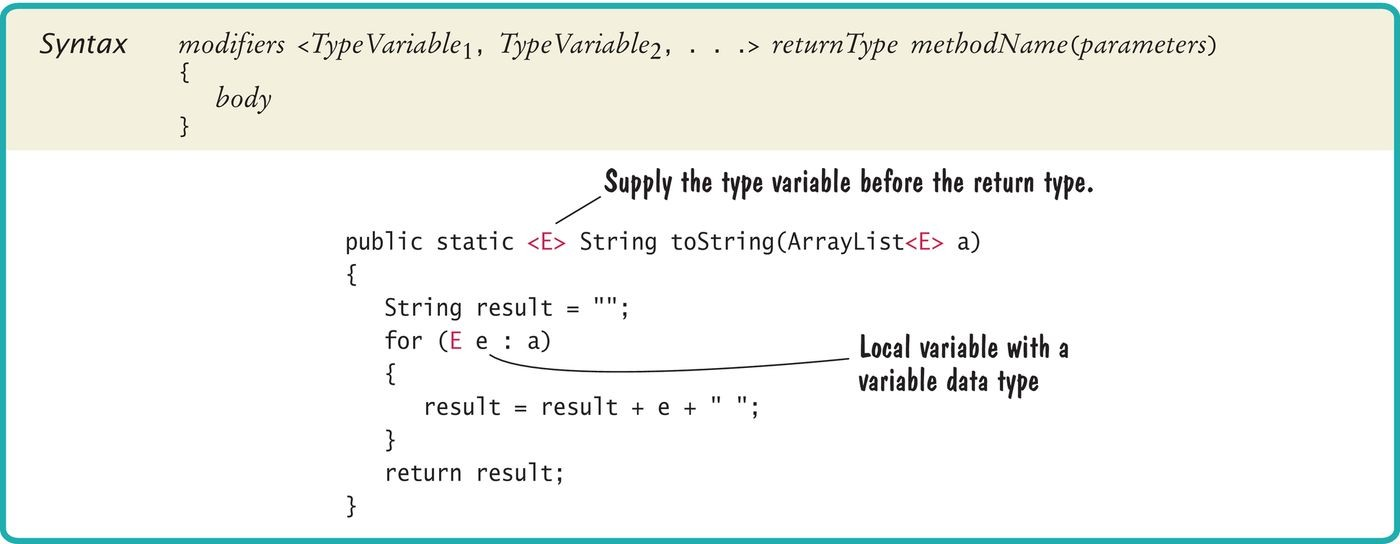 Syntax modifiers <TypeVariable1, TypeVariable2, . . .> returnType methodName(parameters)
{
body
}
Supply the type variable before the return type.
public static <E> String toString(ArrayList<E> a)
{
String result = "";
for (E e : a)
Local variable with a
variable data type
{
result = result + e + " ";
}
return result;
}